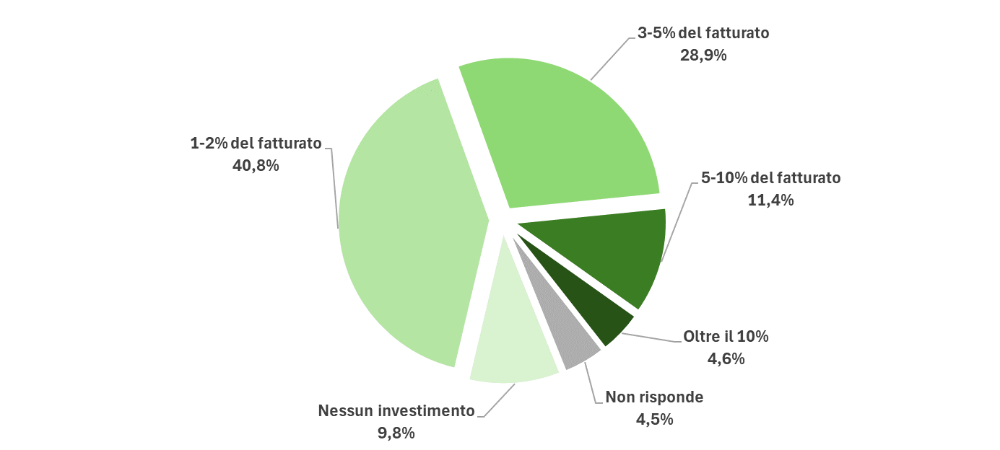 3-5% del fatturato
28,9%
1-2% del fatturato
40,8%
5-10% del fatturato
11,4%
Oltre il 10%
4,6%
Non risponde
4,5%
Nessun investimento
9,8%